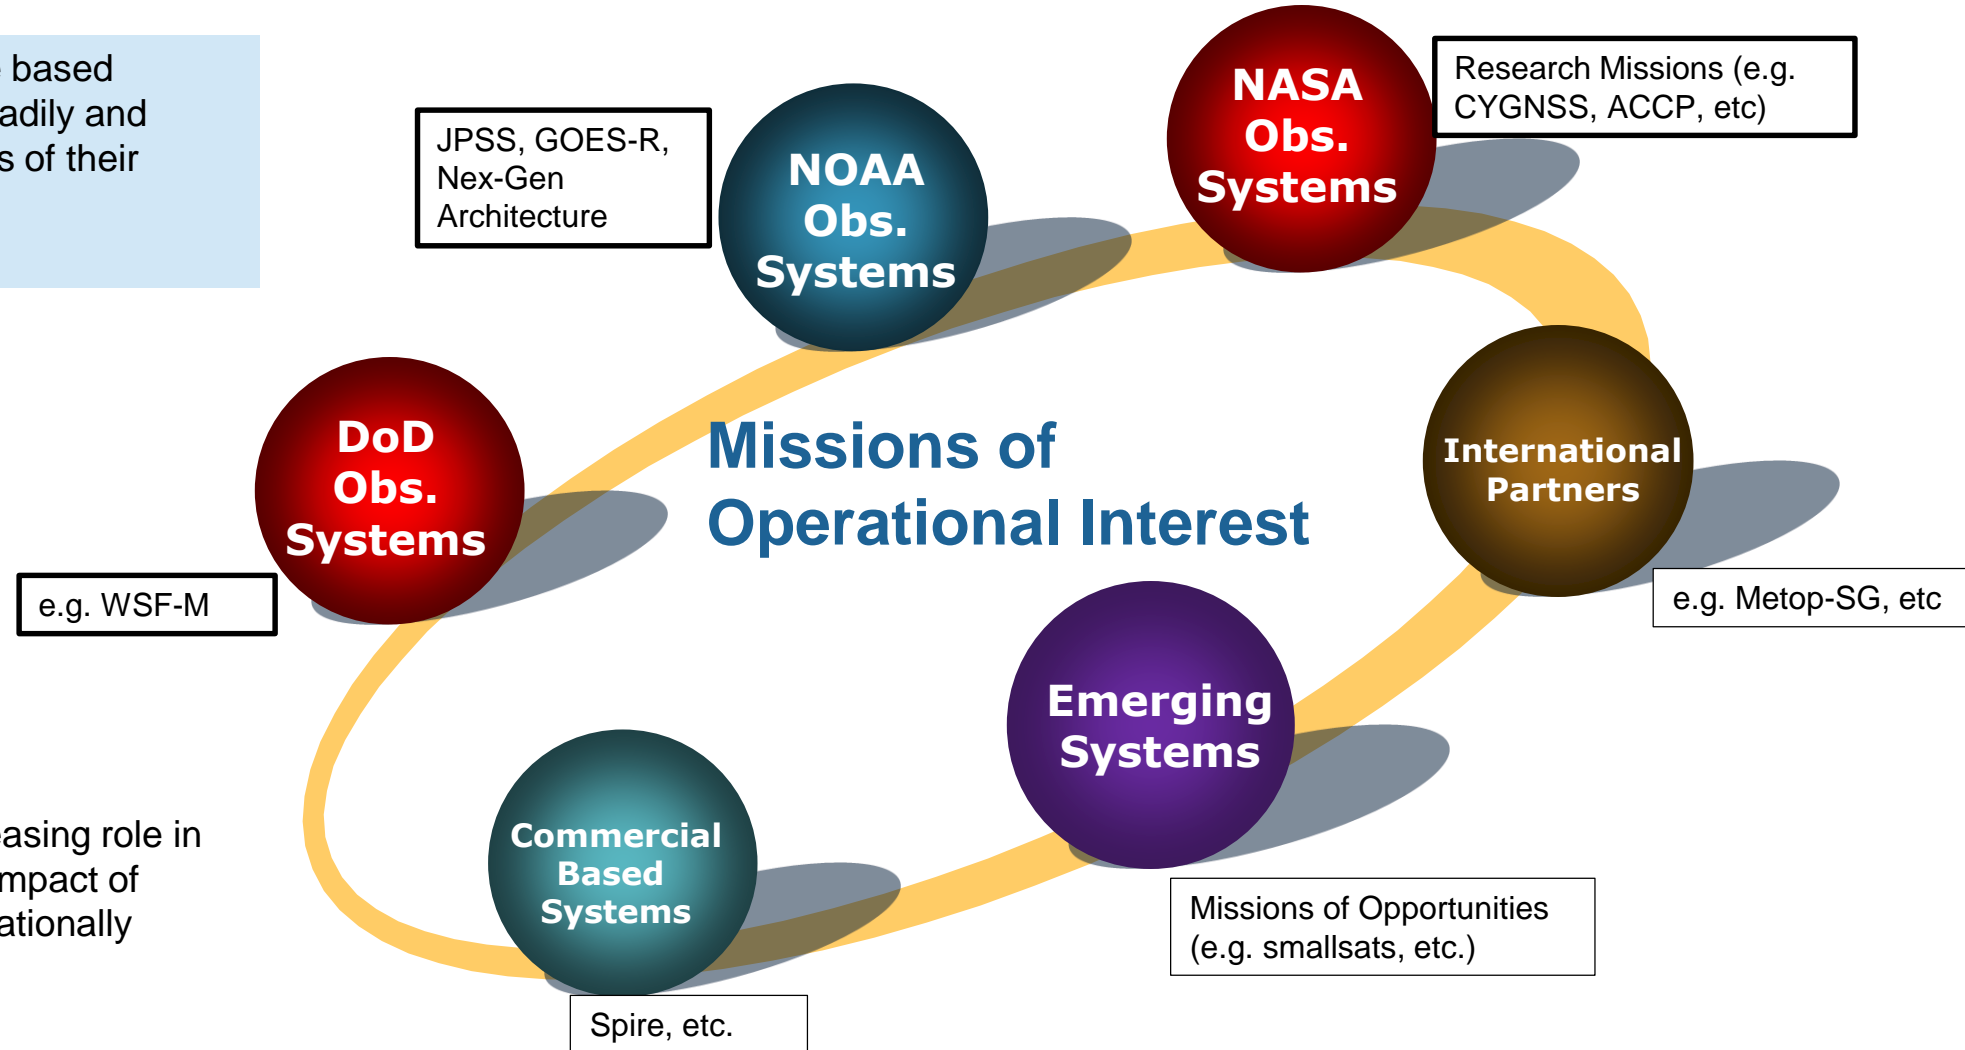 e based
adily and
s of their
JPSS, GOES-R,
Nex-Gen
Architecture
NOAA
Obs.
Systems
NASA
Obs.
Systems
Research Missions (e.g.
CYGNSS, ACCP, etc)
DoD
Obs.
Systems
e.g. WSF-M
Missions of
Operational Interest
International
Partners
e.g. Metop-SG, etc
Emerging
Systems
Missions of Opportunities
(e.g. smallsats, etc.)
Commercial
Based
Systems
Spire, etc.
easing role in
mpact of
ationally